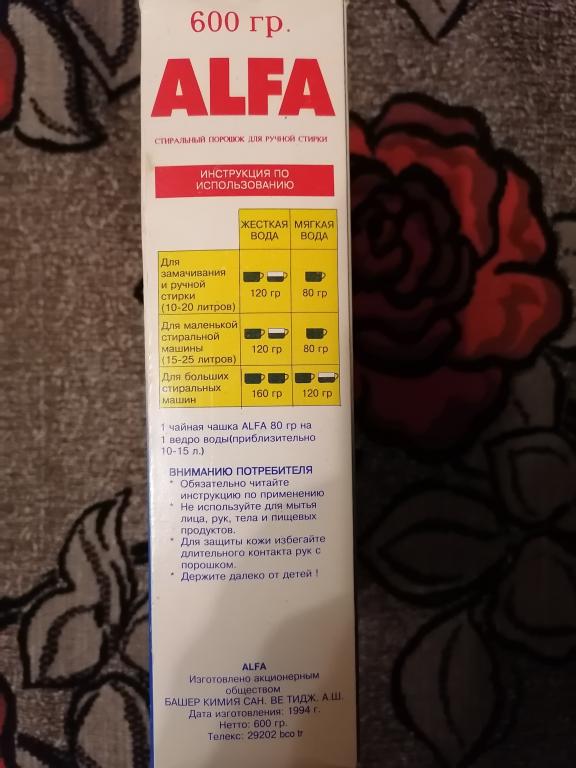 600 гр.
ALFA
СТИРАЛЬНЫЙ ПОРОШОК ДЛЯ РУЧНОЙ СТИРКИ
ИНСТРУКЦИЯ ПО
ИСПОЛЬЗОВАНИЮ
ЖЕСТКАЯ ВОДА МЯГКАЯ ВОДА
Для
замачивания
и ручной
стирки
(10-20 литров)
120 гр 80 гр
Для маленькой
стиральной
машины
(15-25 литров)
120 гр 80 гр
Для больших
стиральных
машин
160 гр 120 гр
1 чайная чашка ALFA 80 гр на
1 ведро воды(приблизительно
10-15 л.)
ВНИМАНИЮ ПОТРЕБИТЕЛЯ
* Обязательно читайте
инструкцию по применению
* Не используйте для мытья
лица, рук, тела и пищевых
продуктов.
* Для защиты кожи избегайте
длительного контакта рук с
порошком.
* Держите далеко от детей !
ALFA
Изготовлено акционерным
обществом
БАШЕР КИМИЯ САН. ВЕ ТИДЖ. А.Ш.
Дата изготовления: 1994 г.
Нетто: 600 гр.
Телекс: 29202 bco tr